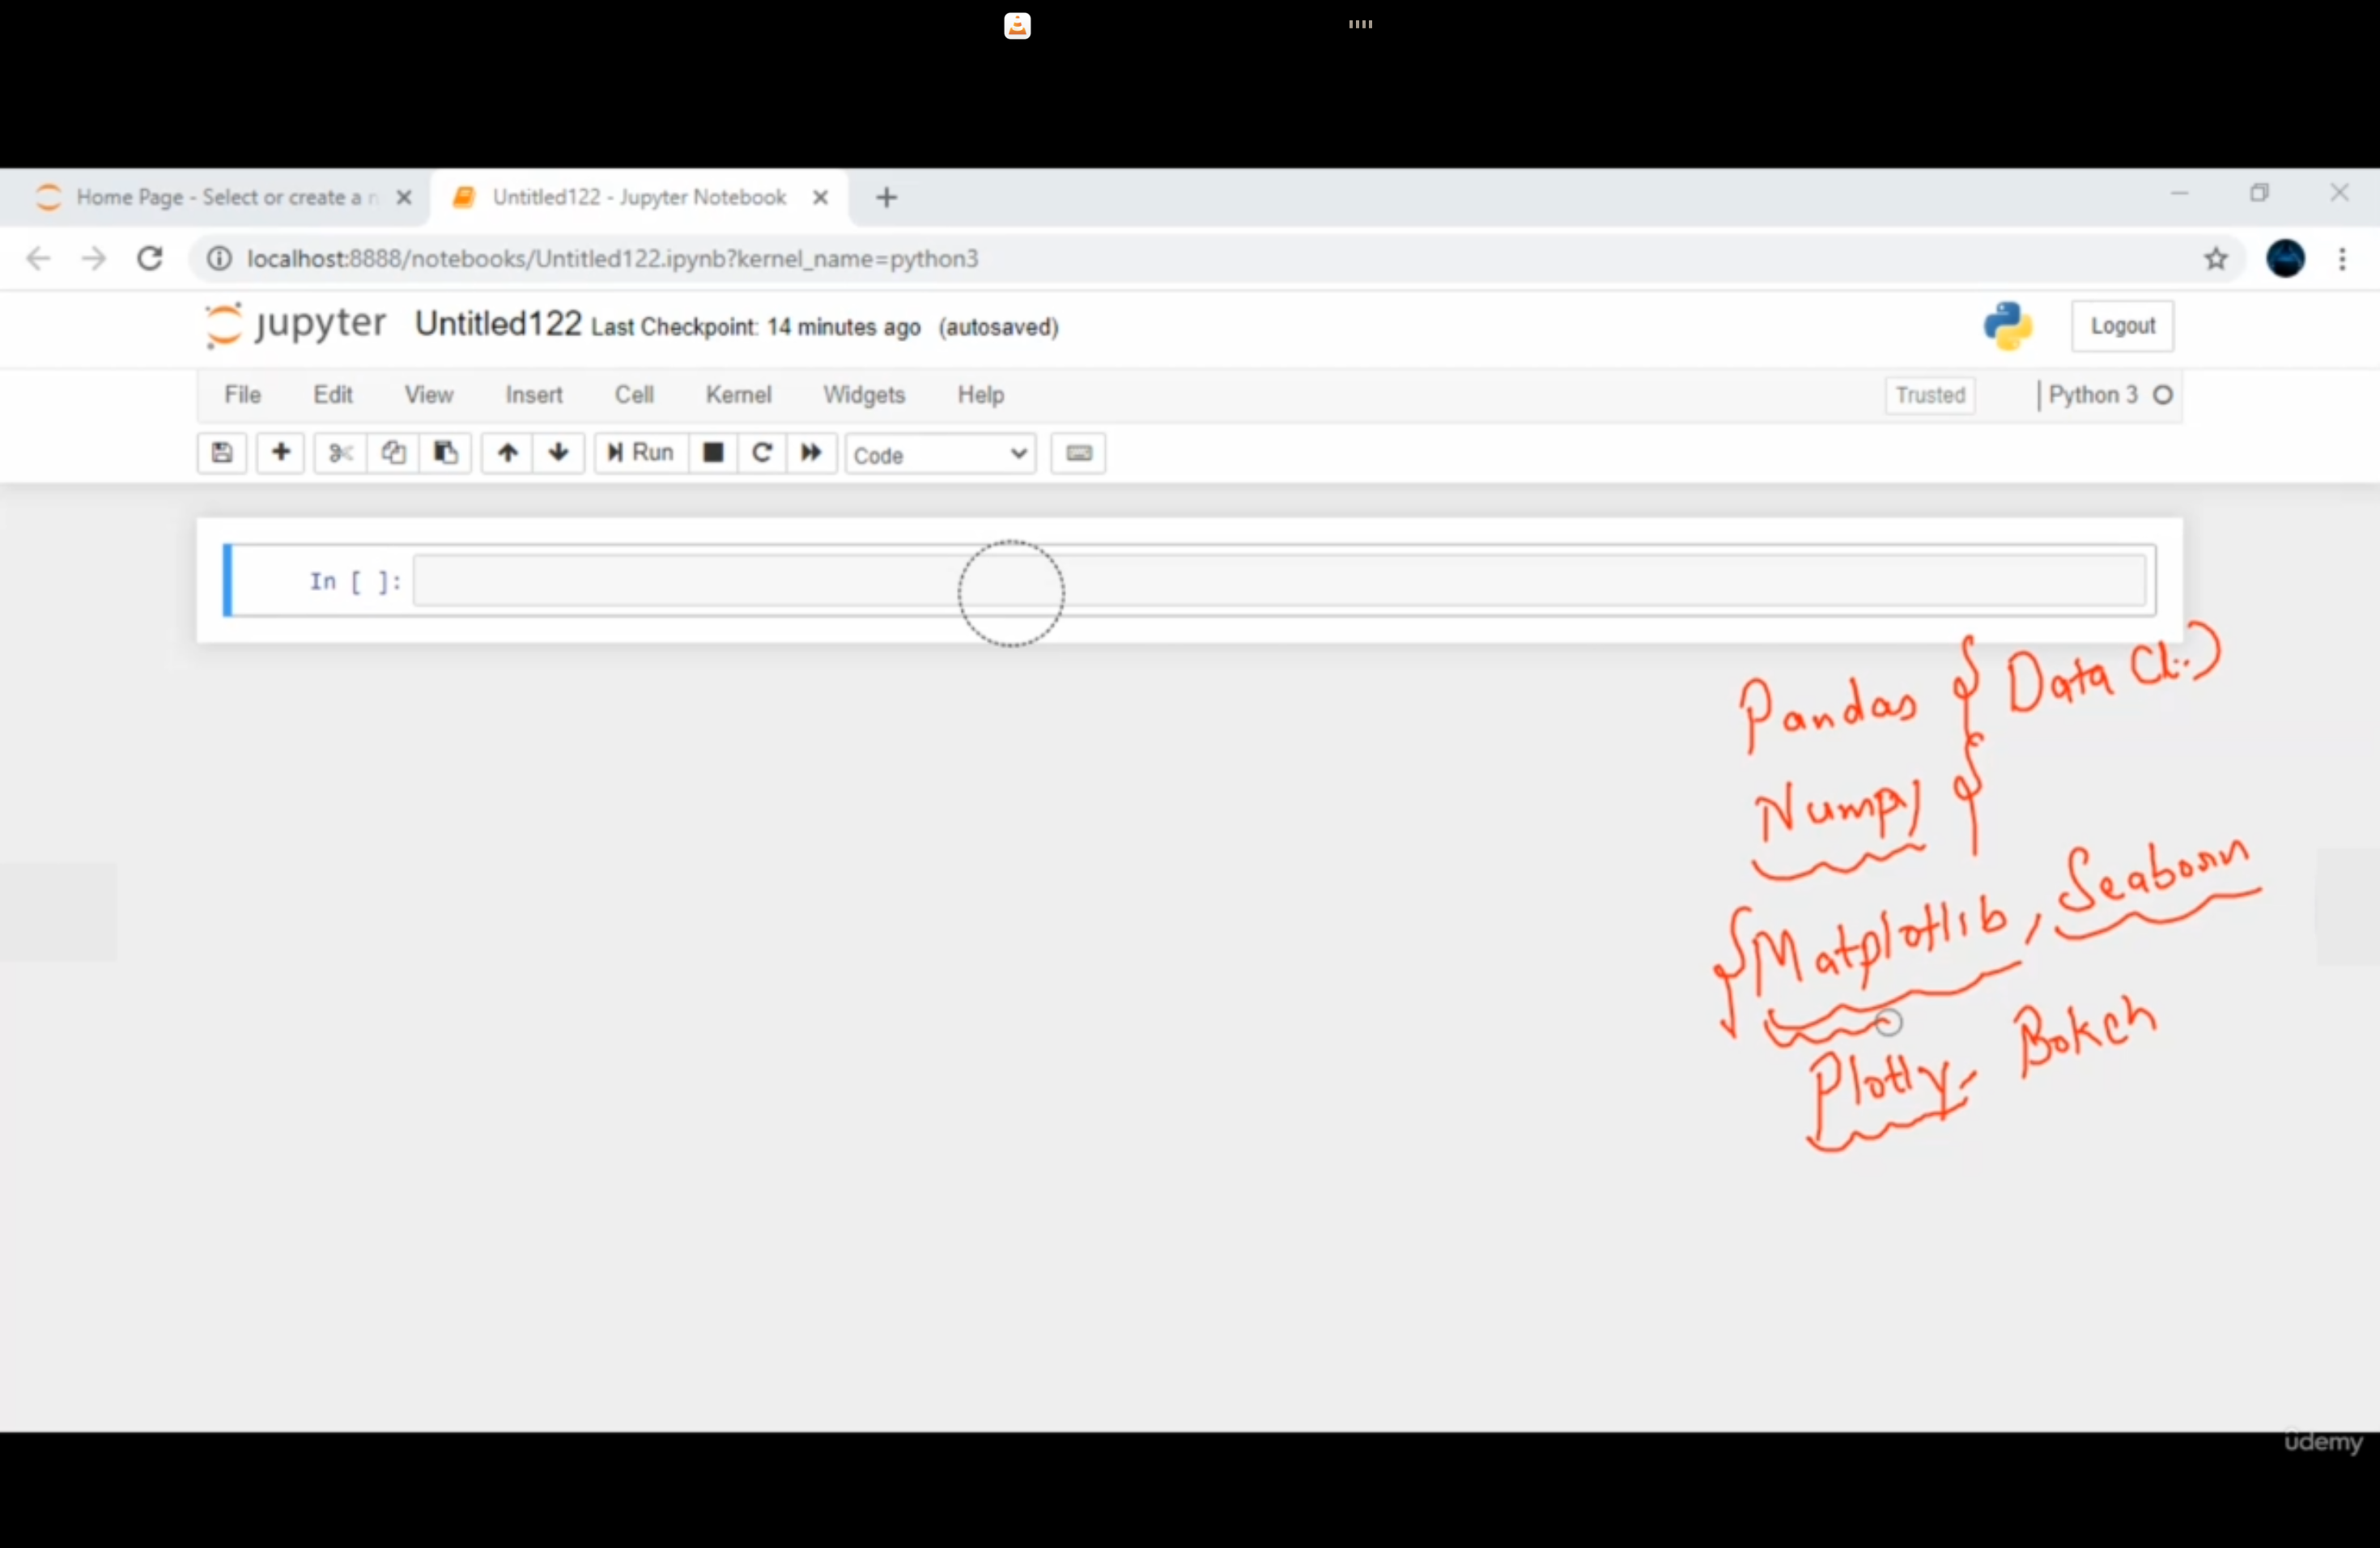 Home Page - Select or create a n
Untitled122 - Jupyter Notebook
localhost:8888/notebooks/Untitled122.ipynb?kernel_name=python3
jupyter Untitled122 Last Checkpoint: 14 minutes ago (autosaved)
Logout
File Edit View Insert Cell Kernel Widgets Help Trusted Python 3
Run Code
In [ ]:
Pandas Data Cl..)
Numpy
Matplotlib, Seaborn
Plotly, Bokeh
udemy